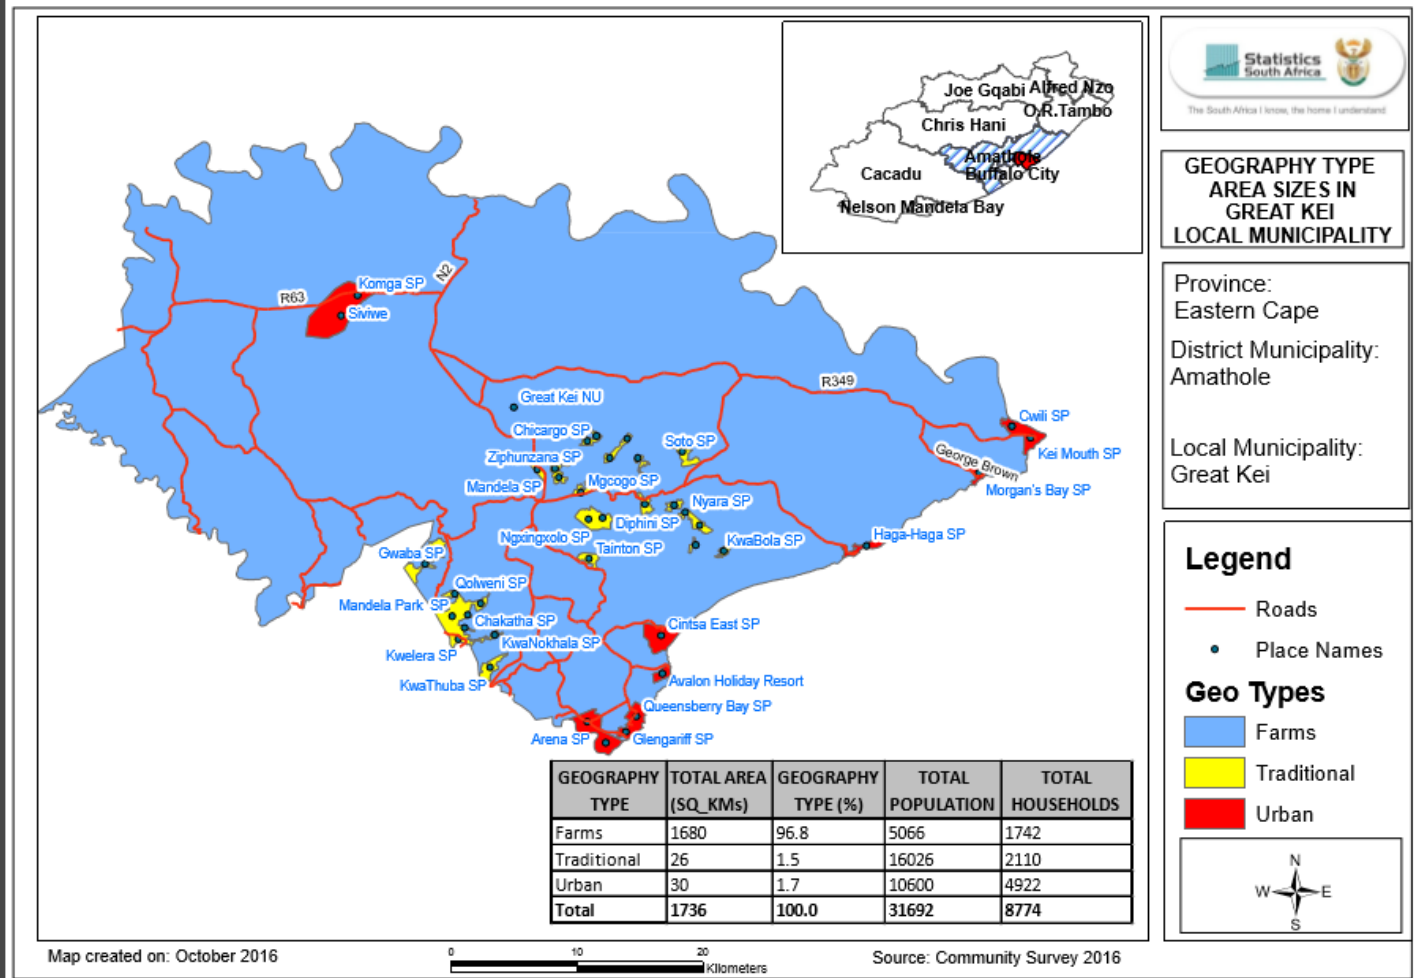 Joe Gqabi
Alfred Nzo
O.R.Tambo
Chris Hani
Amathole
Cacadu
Buffalo City
Nelson Mandela Bay
Statistics
South Africa
The South Africa I know, the home I understand
GEOGRAPHY TYPE
AREA SIZES IN
GREAT KEI
LOCAL MUNICIPALITY
Province:
Eastern Cape
District Municipality:
Amathole
Local Municipality:
Great Kei
Komga SP
N2
R63
Siviwe
R349
Great Kei NU
Cwili SP
Chicargo SP
Soto SP
Kei Mouth SP
Ziphunzana SP
George Brown
Mandela SP
Mgcogo SP
Morgan's Bay SP
Nyara SP
Diphini SP
Ngxingxolo SP
KwaBola SP
Haga-Haga SP
Tainton SP
Gwaba SP
Qolweni SP
Mandela Park SP
Chakatha SP
Cintsa East SP
KwaNokhala SP
Kwelera SP
KwaThuba SP
Avalon Holiday Resort
Queensberry Bay SP
Arena SP
Glengariff SP
Legend
Roads
Place Names
Geo Types
Farms
Traditional
Urban
N
W E
S
GEOGRAPHY TYPE TOTAL AREA (SQ_KMs) GEOGRAPHY TYPE (%) TOTAL POPULATION TOTAL HOUSEHOLDS
Farms 1680 96.8 5066 1742
Traditional 26 1.5 16026 2110
Urban 30 1.7 10600 4922
Total 1736 100.0 31692 8774
Map created on: October 2016
0 10 20
Kilometers
Source: Community Survey 2016